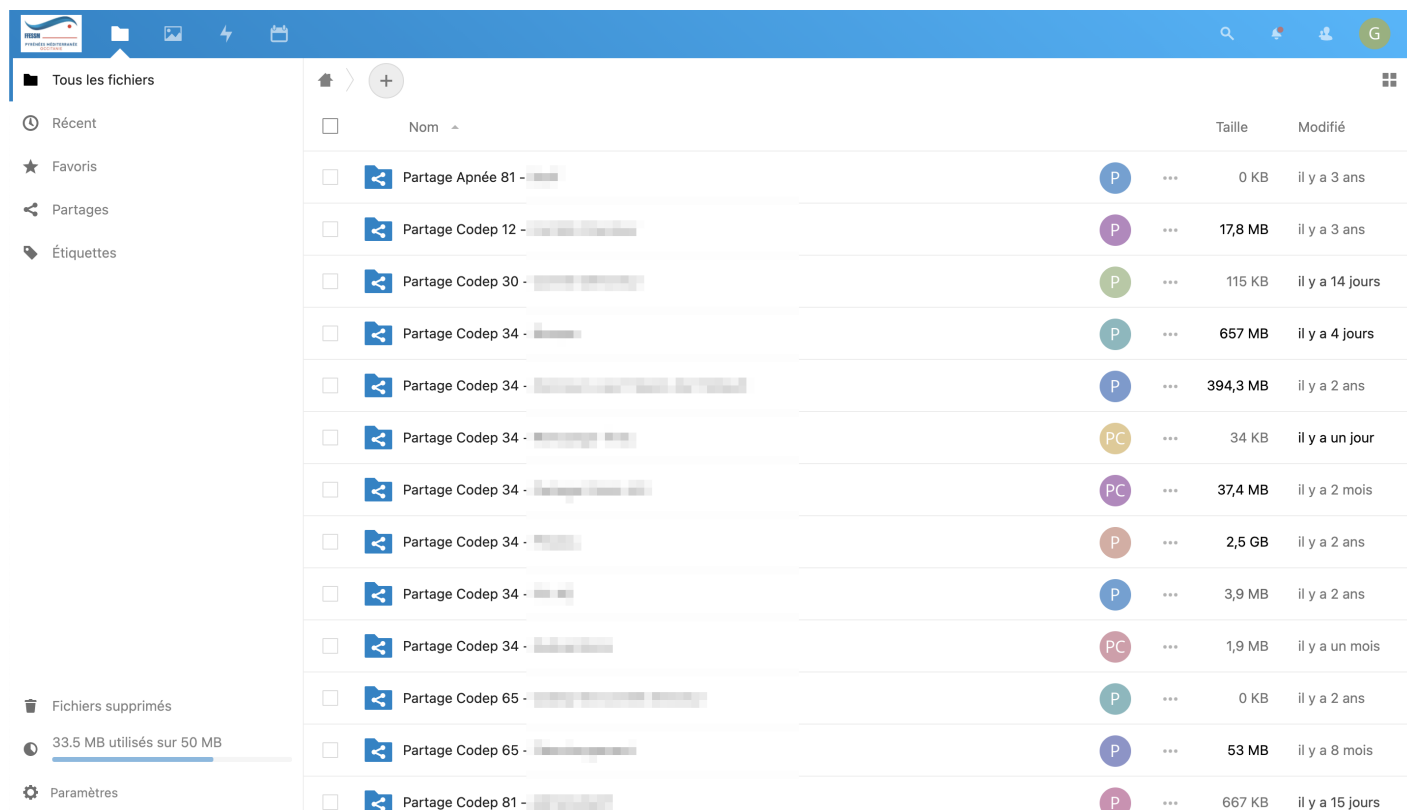 FFESSM
PYRÉNÉES MÉDITERRANÉE
OCCITANIE
G
Tous les fichiers
Récent
Favoris
Partages
Étiquettes
Nom Taille Modifié
Partage Apnée 81 - P 0 KB il y a 3 ans
Partage Codep 12 - P 17,8 MB il y a 3 ans
Partage Codep 30 - P 115 KB il y a 14 jours
Partage Codep 34 - P 657 MB il y a 4 jours
Partage Codep 34 - P 394,3 MB il y a 2 ans
Partage Codep 34 - PC 34 KB il y a un jour
Partage Codep 34 - PC 37,4 MB il y a 2 mois
Partage Codep 34 - P 2,5 GB il y a 2 ans
Partage Codep 34 - P 3,9 MB il y a 2 ans
Partage Codep 34 - PC 1,9 MB il y a un mois
Partage Codep 65 - P 0 KB il y a 2 ans
Partage Codep 65 - P 53 MB il y a 8 mois
Partage Codep 81 - P 667 KB il y a 15 jours
Fichiers supprimés
33.5 MB utilisés sur 50 MB
Paramètres